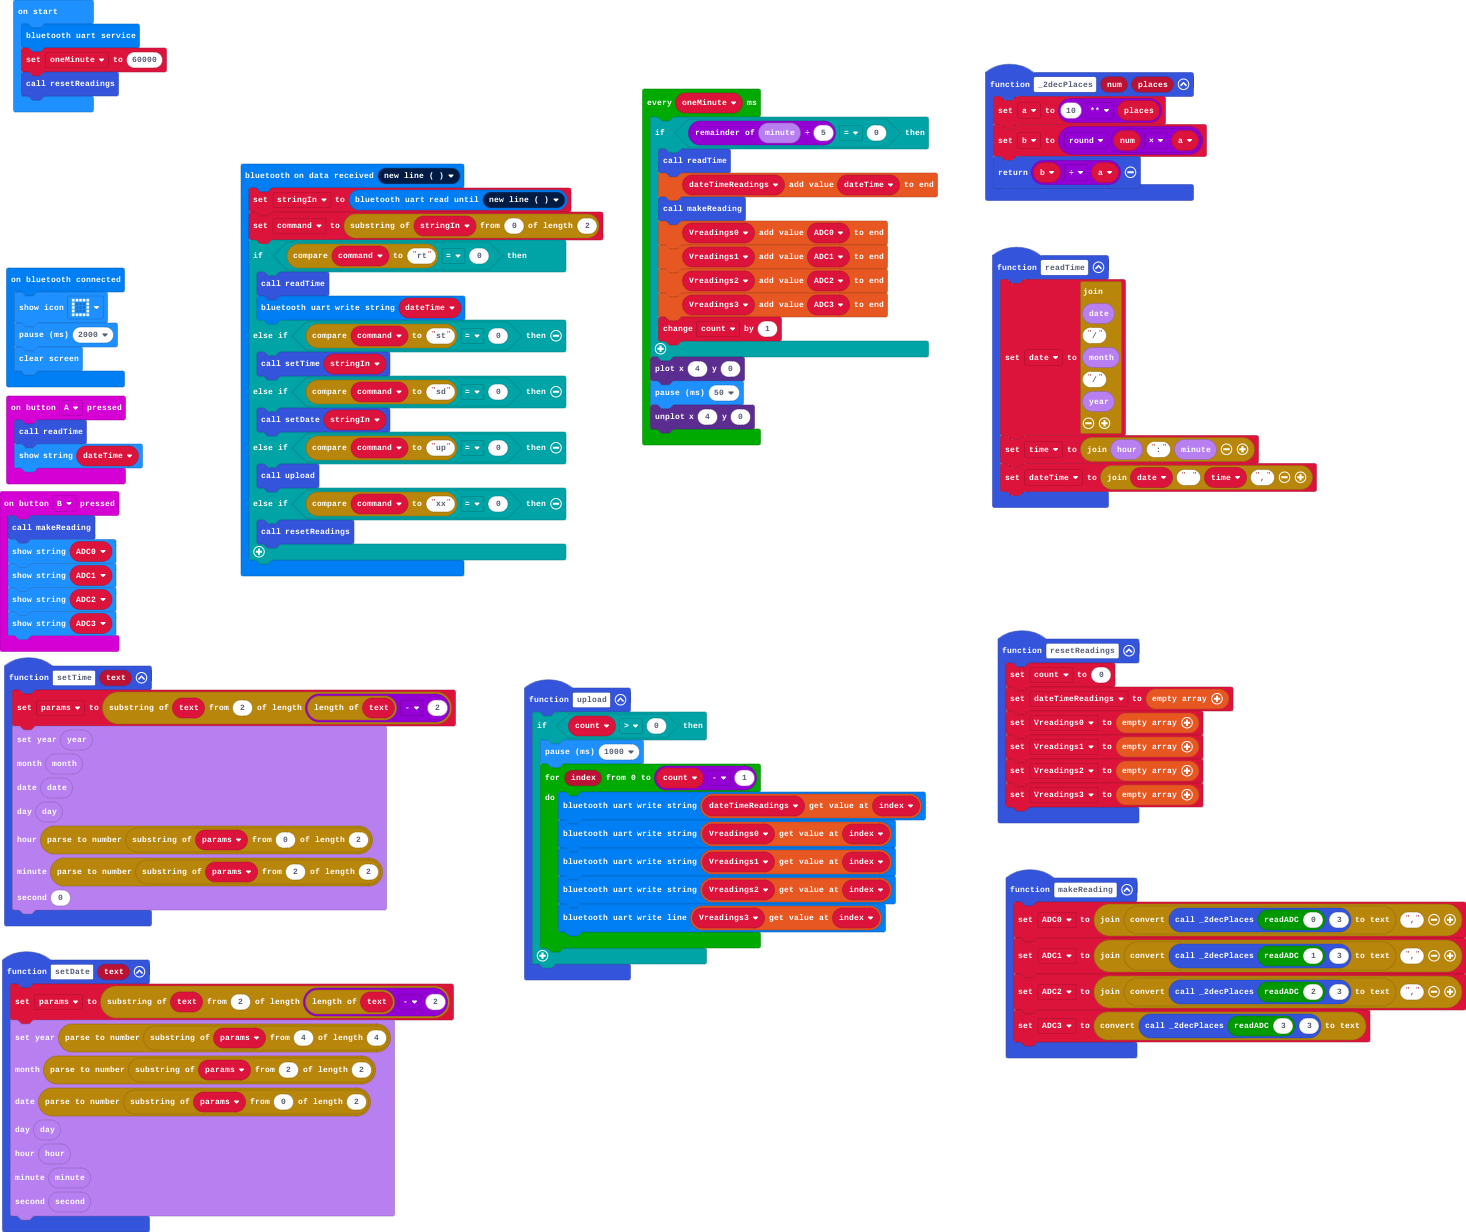 on start
bluetooth uart service
set oneMinute to 60000
call resetReadings
on bluetooth connected
show icon
pause (ms) 2000
clear screen
on button A pressed
call readTime
show string dateTime
on button B pressed
call makeReading
show string ADC0
show string ADC1
show string ADC2
show string ADC3
bluetooth on data received new line ( )
set stringIn to bluetooth uart read until new line ( )
set command to substring of stringIn from 0 of length 2
if compare command to "rt" = 0 then
call readTime
bluetooth uart write string dateTime
else if compare command to "st" = 0 then
call setTime stringIn
else if compare command to "sd" = 0 then
call setDate stringIn
else if compare command to "up" = 0 then
call upload
else if compare command to "xx" = 0 then
call resetReadings
every oneMinute ms
if remainder of minute ÷ 5 = 0 then
call readTime
dateTimeReadings add value dateTime to end
call makeReading
Vreadings0 add value ADC0 to end
Vreadings1 add value ADC1 to end
Vreadings2 add value ADC2 to end
Vreadings3 add value ADC3 to end
change count by 1
plot x 4 y 0
pause (ms) 50
unplot x 4 y 0
function _2decPlaces num places
set a to 10 ** places
set b to round num × a
return b ÷ a
function readTime
set date to join date "/" month "/" year
set time to join hour ":" minute
set dateTime to join date " " time ","
function setTime text
set params to substring of text from 2 of length length of text - 2
set year year
month month
date date
day day
hour parse to number substring of params from 0 of length 2
minute parse to number substring of params from 2 of length 2
second 0
function setDate text
set params to substring of text from 2 of length length of text - 2
set year parse to number substring of params from 4 of length 4
month parse to number substring of params from 2 of length 2
date parse to number substring of params from 0 of length 2
day day
hour hour
minute minute
second second
function upload
if count > 0 then
pause (ms) 1000
for index from 0 to count - 1
do
bluetooth uart write string dateTimeReadings get value at index
bluetooth uart write string Vreadings0 get value at index
bluetooth uart write string Vreadings1 get value at index
bluetooth uart write string Vreadings2 get value at index
bluetooth uart write line Vreadings3 get value at index
function resetReadings
set count to 0
set dateTimeReadings to empty array
set Vreadings0 to empty array
set Vreadings1 to empty array
set Vreadings2 to empty array
set Vreadings3 to empty array
function makeReading
set ADC0 to join convert call _2decPlaces readADC 0 3 to text ","
set ADC1 to join convert call _2decPlaces readADC 1 3 to text ","
set ADC2 to join convert call _2decPlaces readADC 2 3 to text ","
set ADC3 to convert call _2decPlaces readADC 3 3 to text